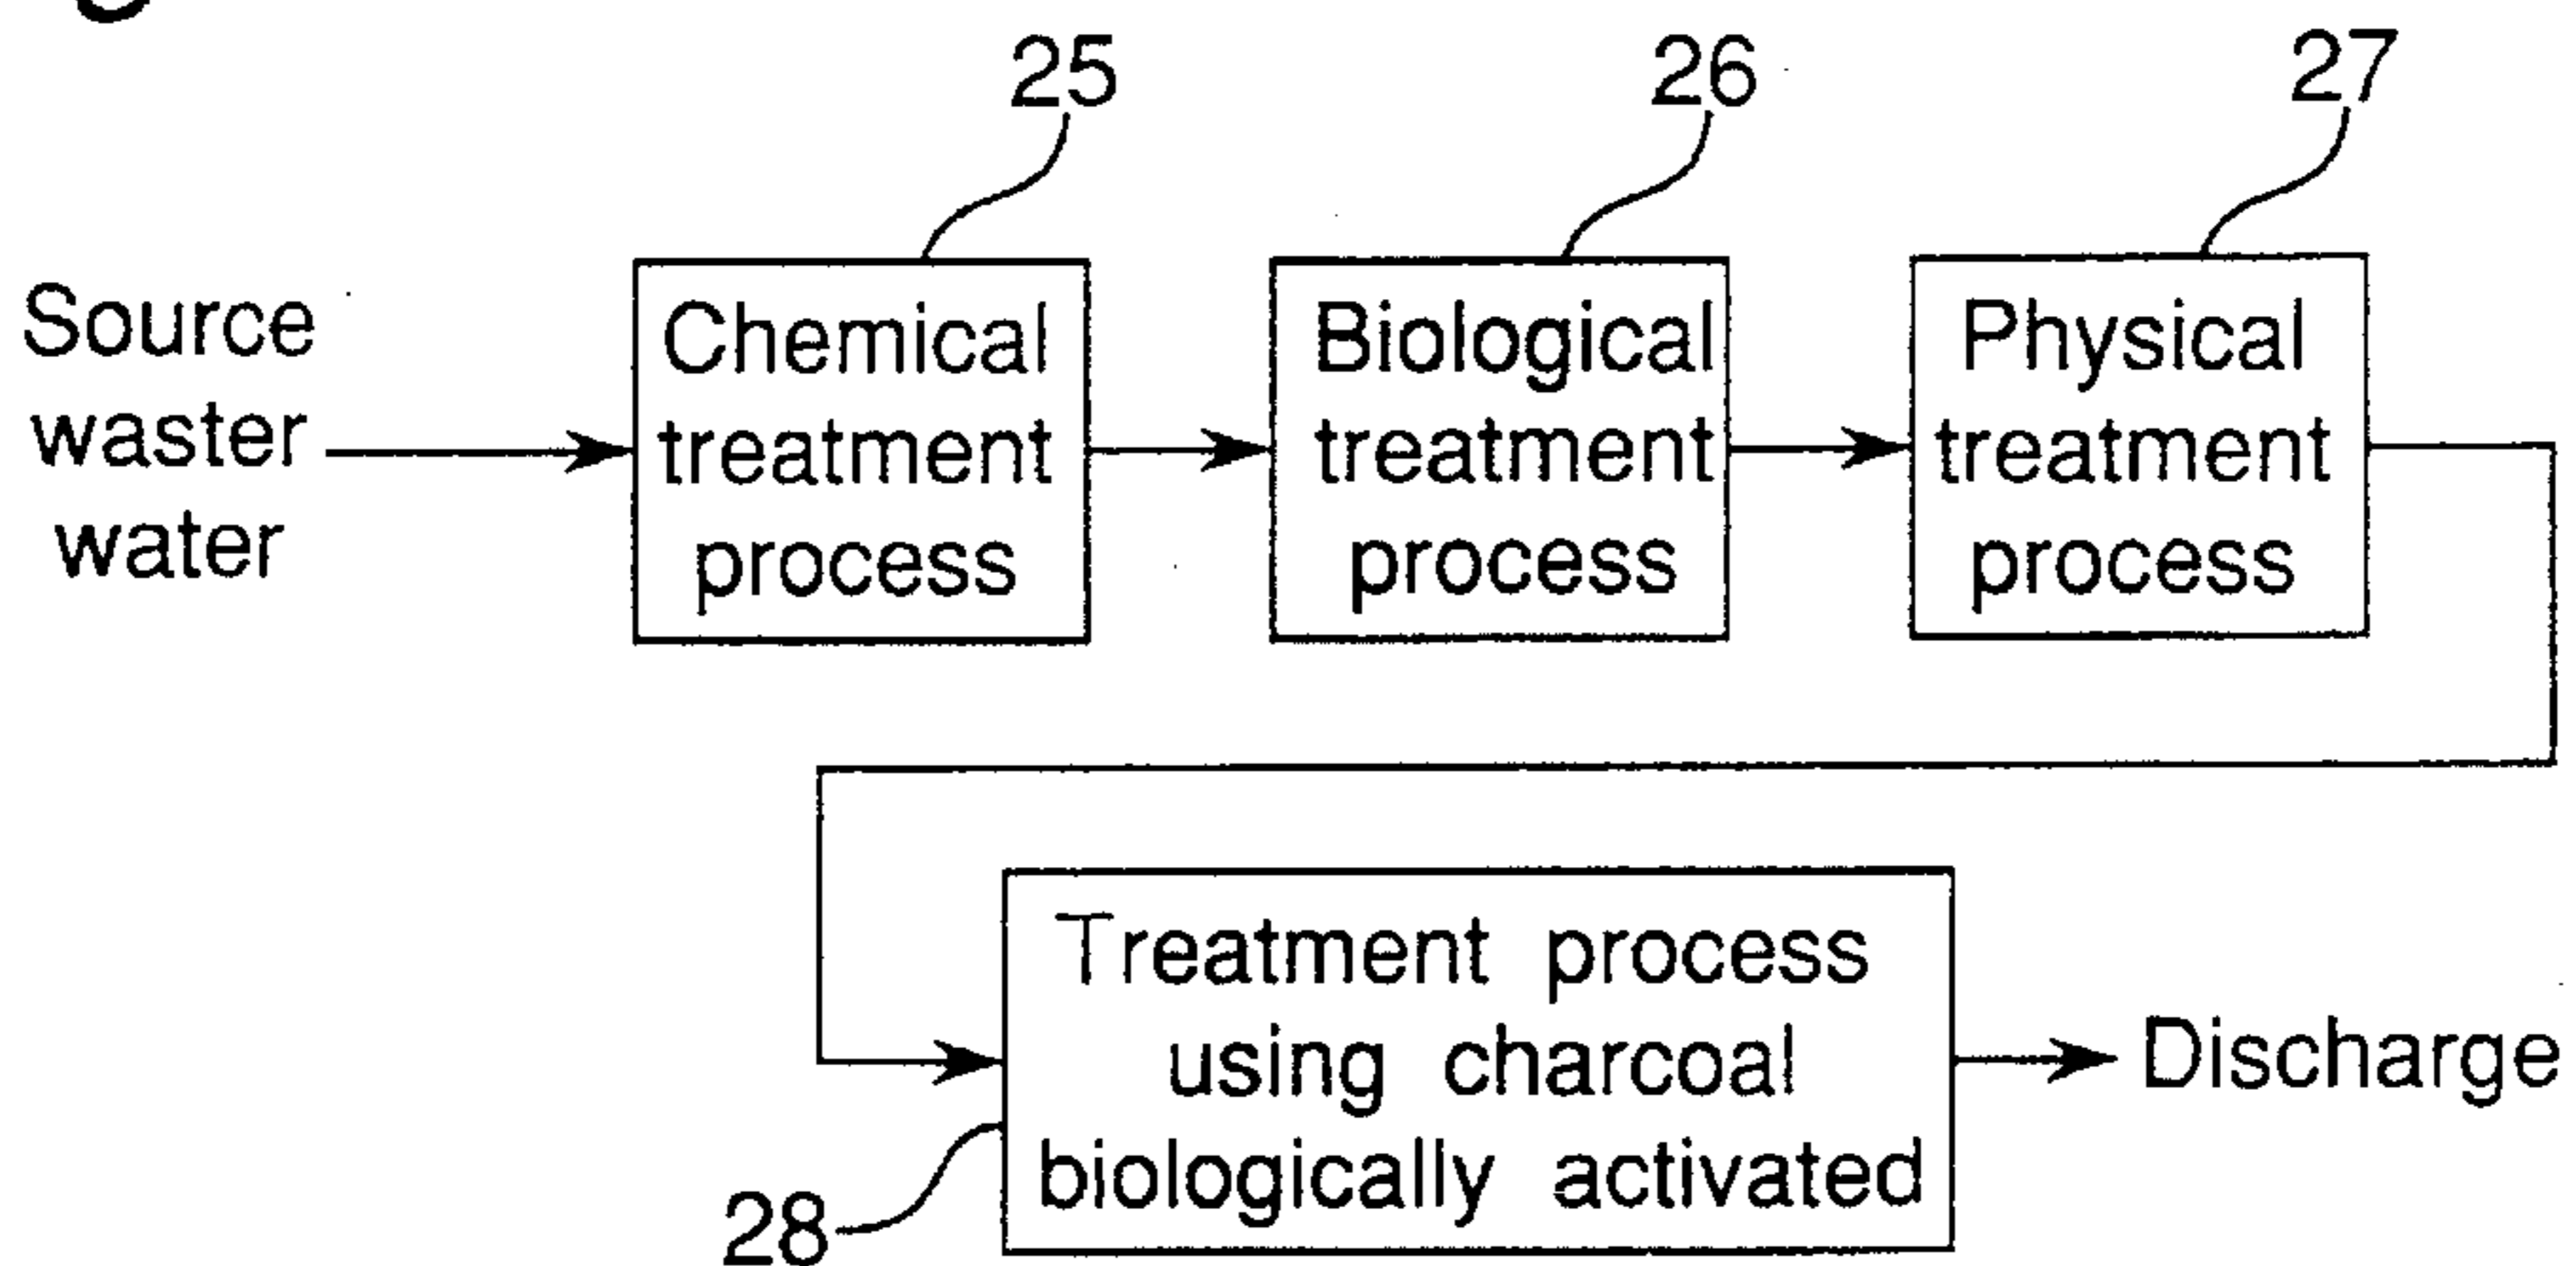 25
26
27
Source
waster
water
Chemical
treatment
process
Biological
treatment
process
Physical
treatment
process
Treatment process
using charcoal
biologically activated
28
Discharge